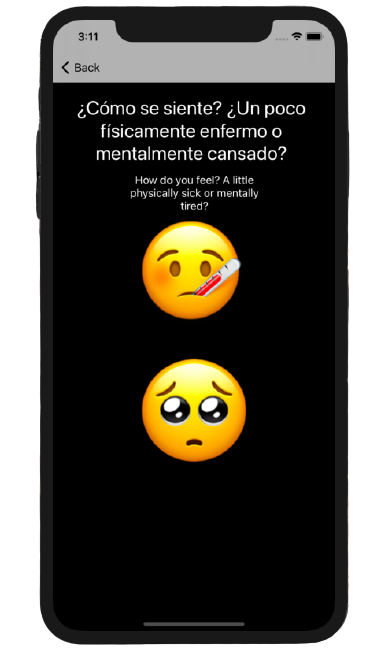 3:11
Back
¿Cómo se siente? ¿Un poco
físicamente enfermo o
mentalmente cansado?
How do you feel? A little
physically sick or mentally
tired?